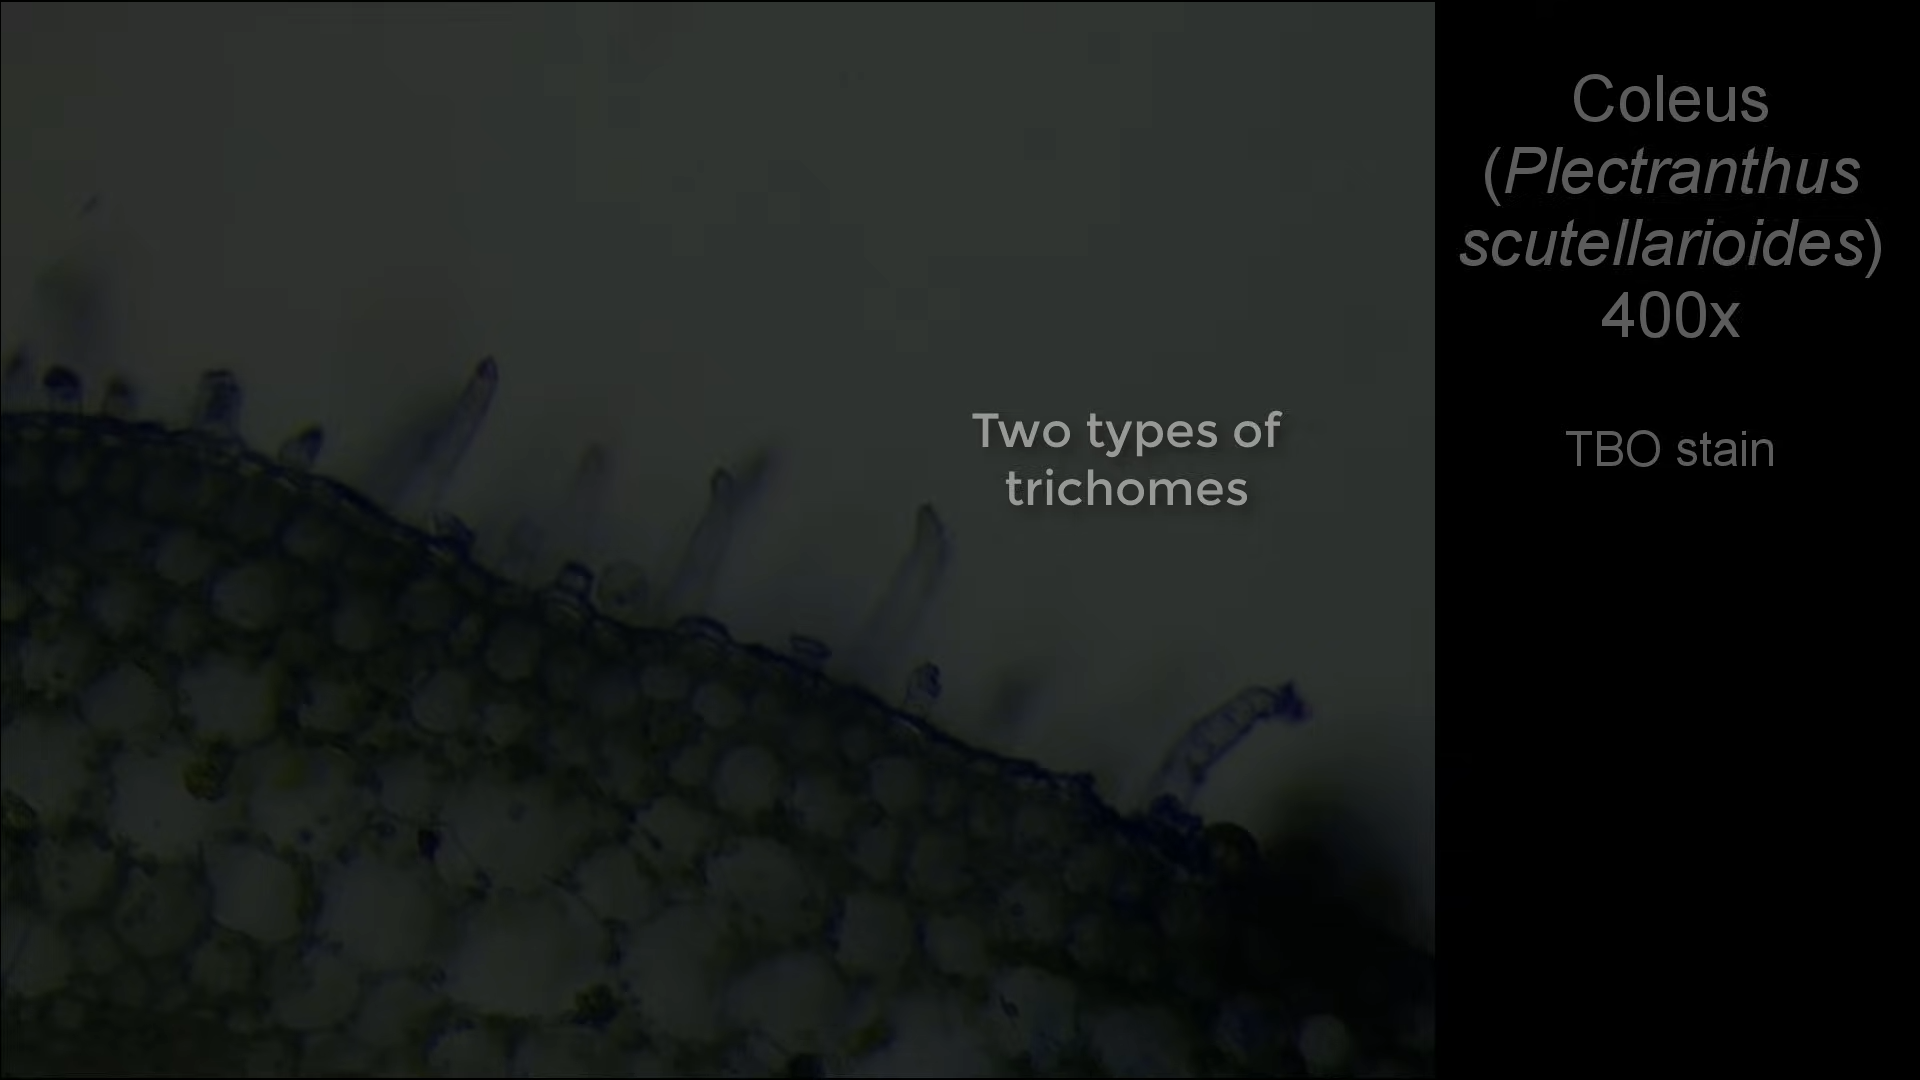 Two types of
trichomes
Coleus
(Plectranthus
scutellarioides)
400x
TBO stain